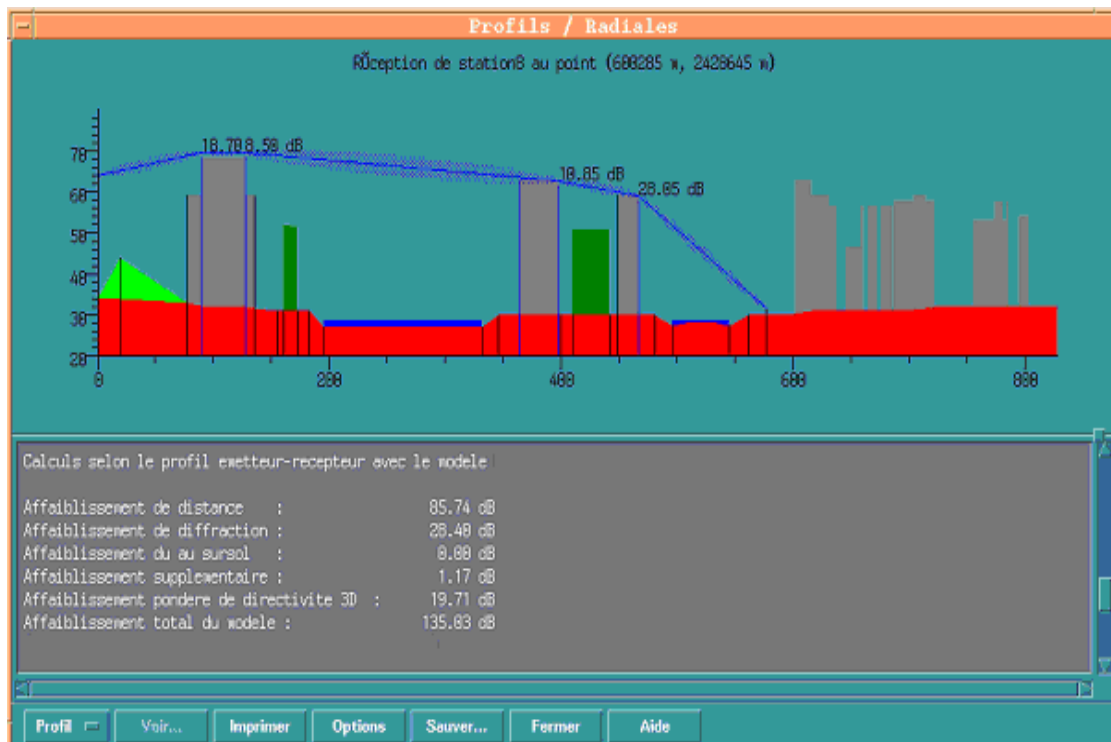 Profils / Radiales
RŎception de station8 au point (600285 m, 2428645 m)
10.70 8.50 dB
10.85 dB
28.05 dB
70
60
50
40
30
20
0 200 400 600 800
Calculs selon le profil emetteur-recepteur avec le modele
Affaiblissement de distance : 85.74 dB
Affaiblissement de diffraction : 28.40 dB
Affaiblissement du au sursol : 0.00 dB
Affaiblissement supplementaire : 1.17 dB
Affaiblissement pondere de directivite 3D : 19.71 dB
Affaiblissement total du modele : 135.03 dB
Profil Voir... Imprimer Options Sauver... Fermer Aide